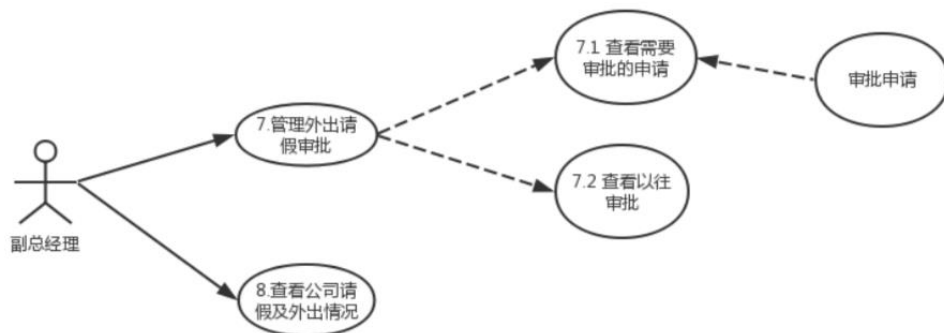 7.1 查看需要
审批的申请
审批申请
7.管理外出请
假审批
7.2 查看以往
审批
副总经理
8.查看公司请
假及外出情况